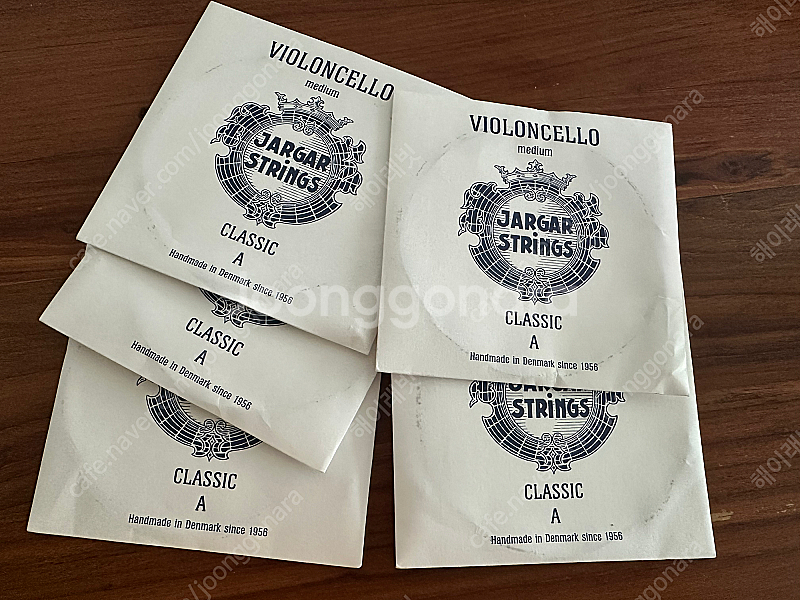 VIOLONCELLO
medium
JARGAR
STRINGS
CLASSIC
A
Handmade in Denmark since 1956
CLASSIC
A
Handmade in Denmark since 1956
CLASSIC
A
Handmade in Denmark since 1956
VIOLONCELLO
medium
JARGAR
STRINGS
CLASSIC
A
Handmade in Denmark since 1956
JARGAR
STRINGS
CLASSIC
A
Handmade in Denmark since 1956
joonggonara
cafe.naver.com/joonggonara